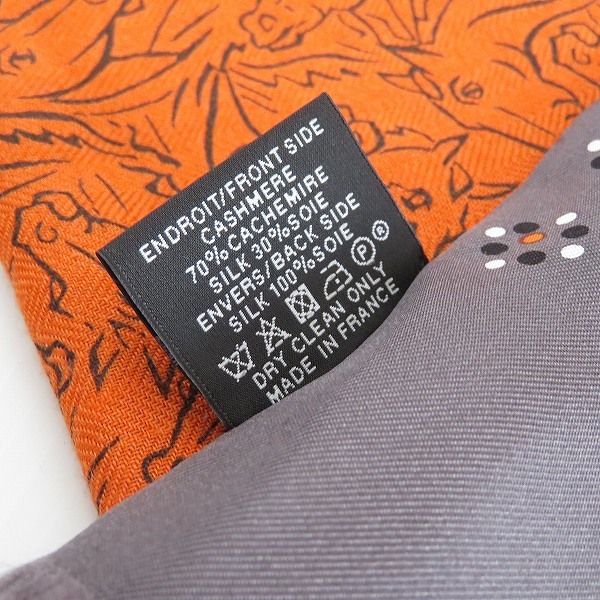 ENDROIT/FRONT SIDE
CASHMERE
70% CACHEMIRE
SILK 30% SOIE
ENVERS/BACK SIDE
SILK 100% SOIE
P ®
DRY CLEAN ONLY
MADE IN FRANCE